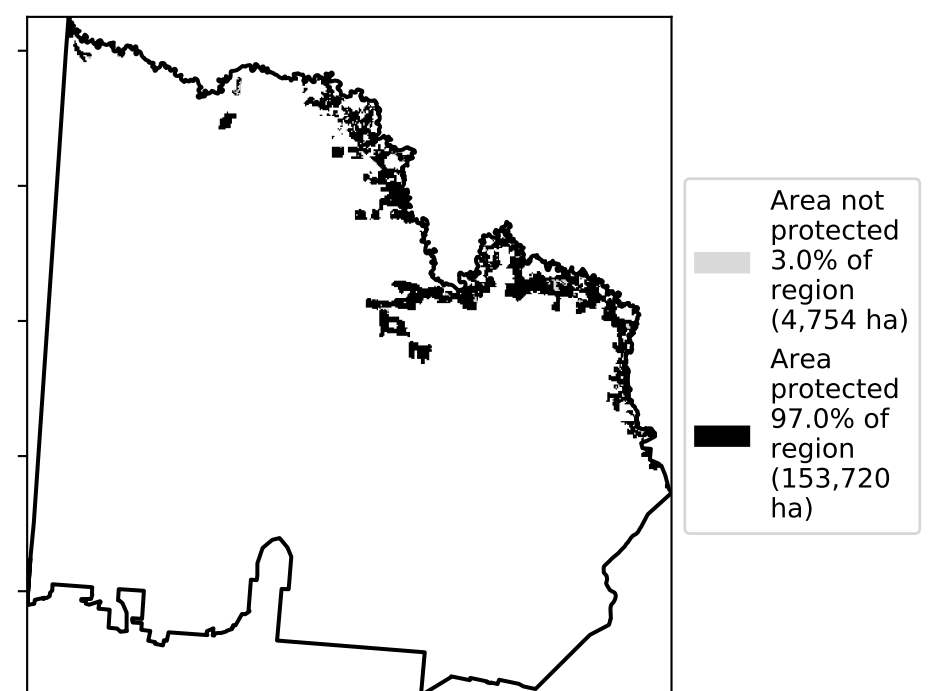 Area not
protected
3.0% of
region
(4,754 ha)
Area
protected
97.0% of
region
(153,720
ha)